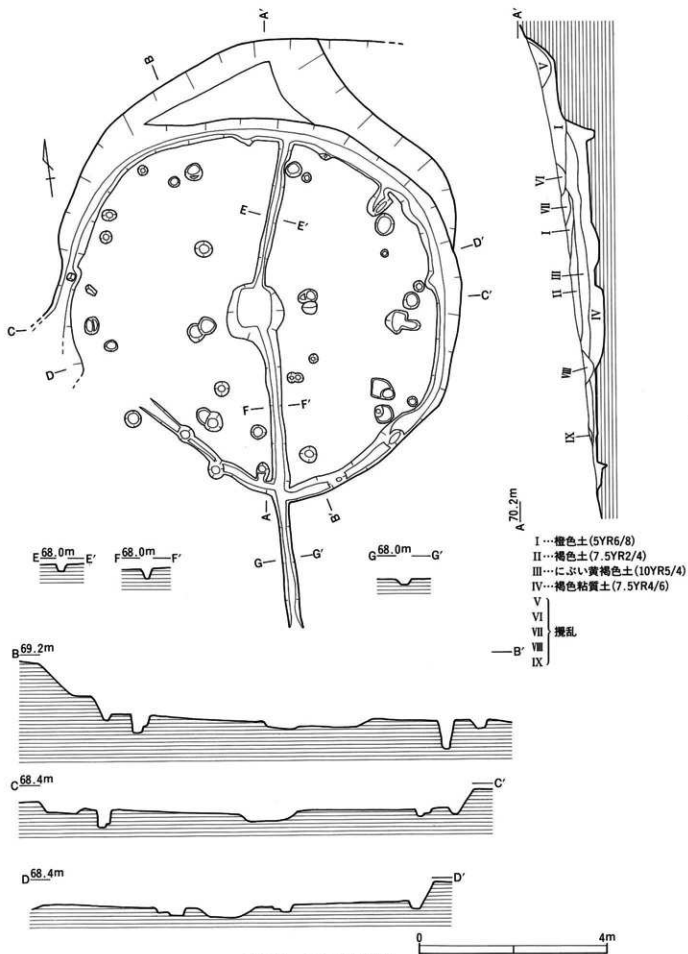 A′
B
E
E′
D′
C′
C
D
F
F′
A
B′
G
G′
A′
V
I
VI
VII
I
III
II
IV
VIII
IX
A 70.2m
I…橙色土(5YR6/8)
II…褐色土(7.5YR2/4)
III…にぶい黄褐色土(10YR5/4)
IV…褐色粘質土(7.5YR4/6)
V
VI
VII 攪乱
VIII
IX
E 68.0m E′
F 68.0m F′
G 68.0m G′
B 69.2m B′
C 68.4m C′
D 68.4m D′
0 4m